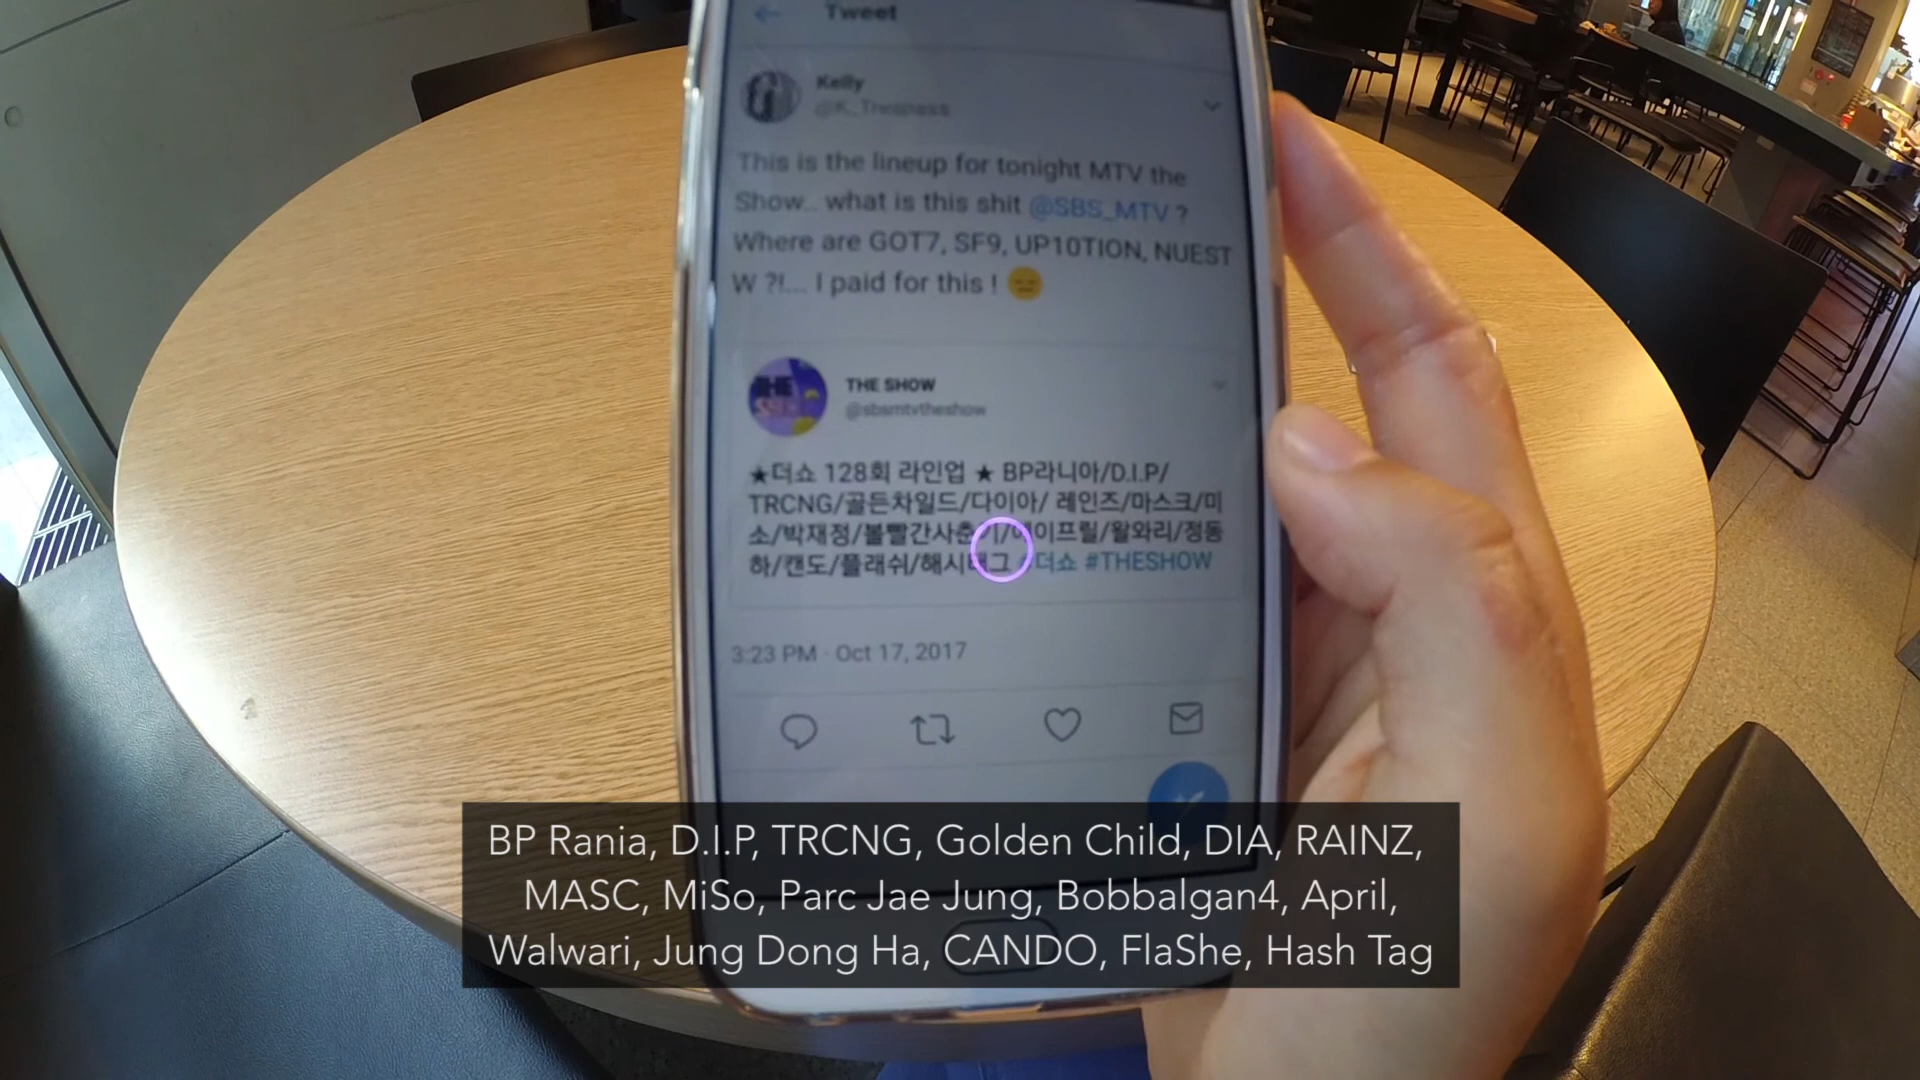 Tweet
Kelly
@K_Trespass
This is the lineup for tonight MTV the
Show.. what is this shit @SBS_MTV ?
Where are GOT7, SF9, UP10TION, NUEST
W ?!.... I paid for this !
THE SHOW
@sbsmtvtheshow
★더쇼 128회 라인업 ★ BP라니아/D.I.P/
TRCNG/골든차일드/다이아/ 레인즈/마스크/미
소/박재정/볼빨간사춘기/에이프릴/왈와리/정동
하/캔도/플래쉬/해시태그 #더쇼 #THESHOW
3:23 PM · Oct 17, 2017
BP Rania, D.I.P, TRCNG, Golden Child, DIA, RAINZ,
MASC, MiSo, Parc Jae Jung, Bobbalgan4, April,
Walwari, Jung Dong Ha, CANDO, FlaShe, Hash Tag